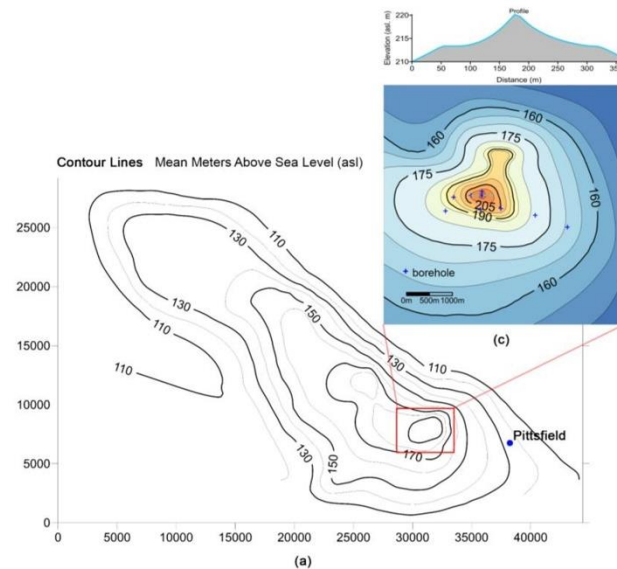 Profile
Elevation (asl. m)
220
215
210
0 50 100 150 200 250 300 35
Distance (m)
160
160
175
175
205
190
160
175
160
borehole
0m 500m 1000m
(c)
Contour Lines Mean Meters Above Sea Level (asl)
25000
20000
15000
10000
5000
0
110
130
150
130
110
110
110
130
150
170
Pittsfield
0 5000 10000 15000 20000 25000 30000 35000 40000
(a)